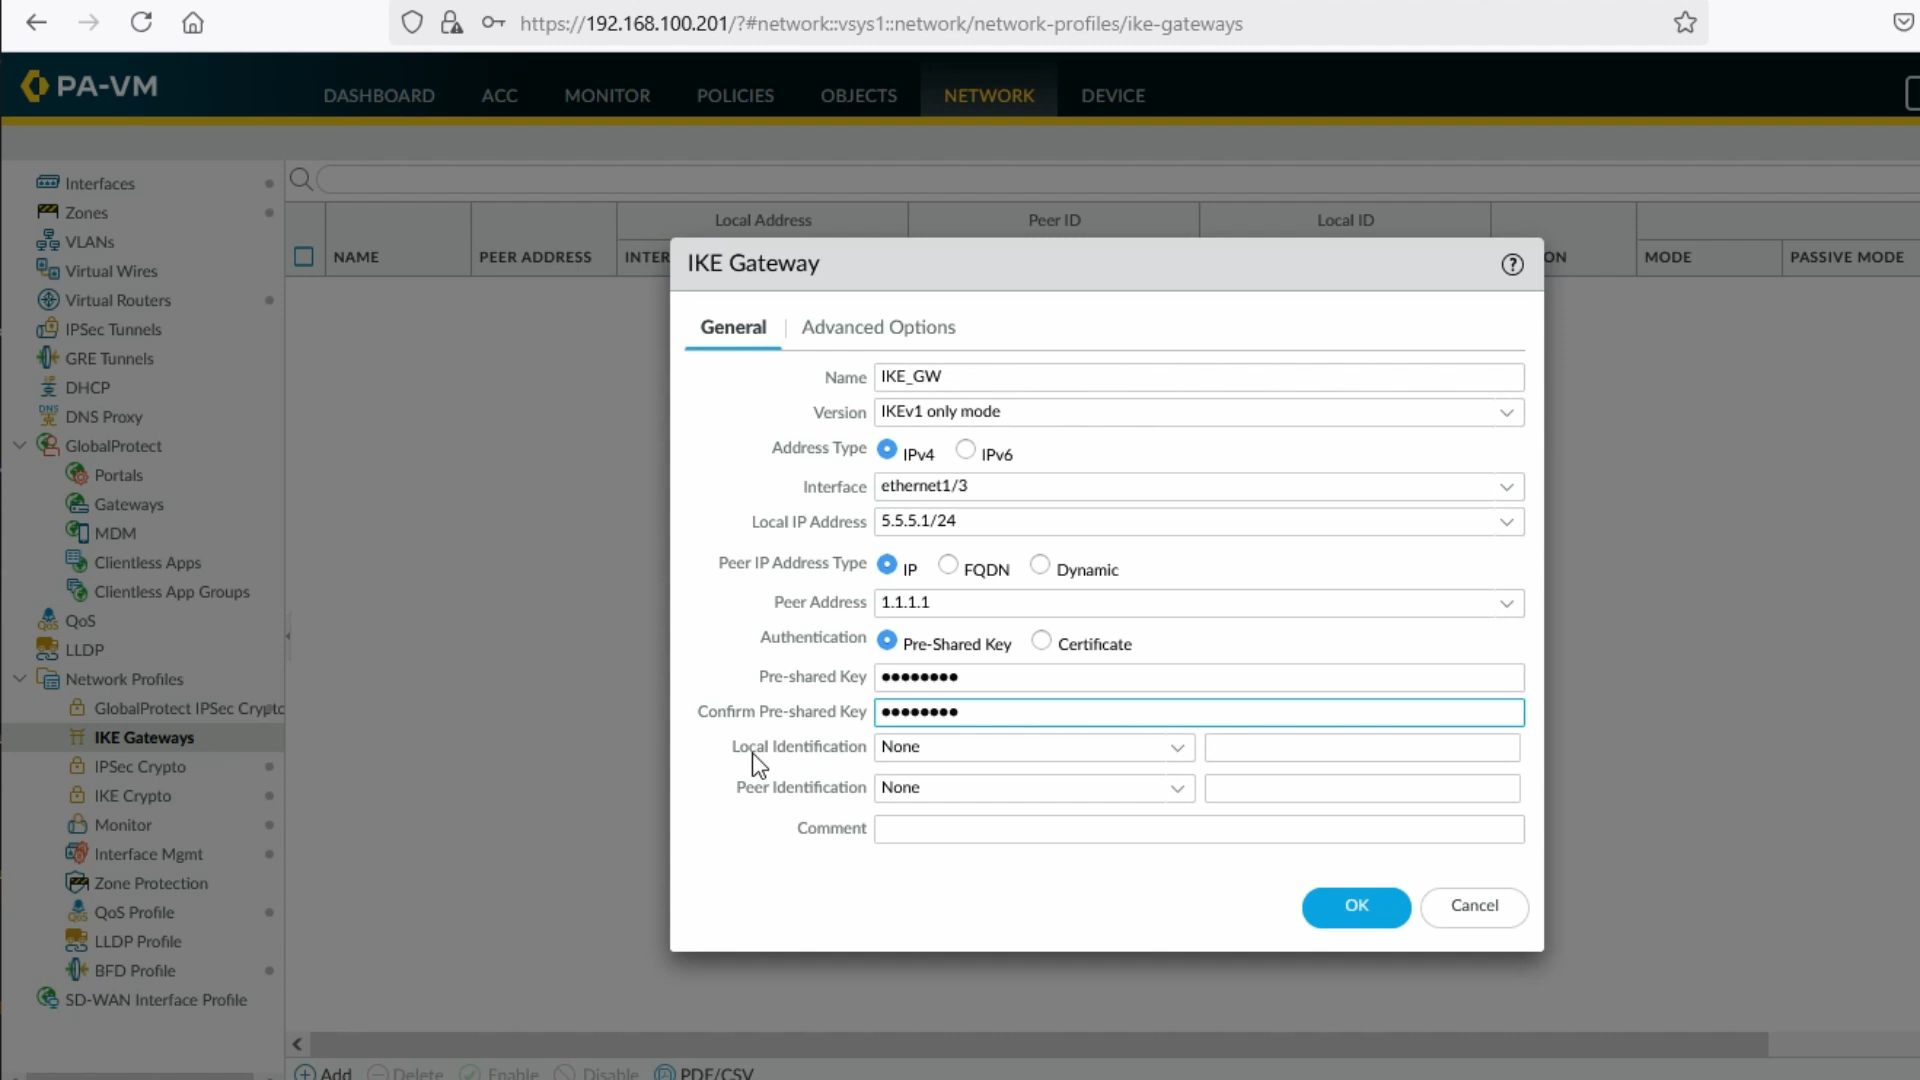 https://192.168.100.201/?#network::vsys1::network/network-profiles/ike-gateways
PA-VM
DASHBOARD ACC MONITOR POLICIES OBJECTS NETWORK DEVICE
Interfaces
Zones
VLANs
Virtual Wires
Virtual Routers
IPSec Tunnels
GRE Tunnels
DHCP
DNS Proxy
GlobalProtect
Portals
Gateways
MDM
Clientless Apps
Clientless App Groups
QoS
LLDP
Network Profiles
GlobalProtect IPSec Crypto
IKE Gateways
IPSec Crypto
IKE Crypto
Monitor
Interface Mgmt
Zone Protection
QoS Profile
LLDP Profile
BFD Profile
SD-WAN Interface Profile
Local Address Peer ID Local ID
NAME PEER ADDRESS INTER ON MODE PASSIVE MODE
IKE Gateway
General Advanced Options
Name IKE_GW
Version IKEv1 only mode
Address Type IPv4 IPv6
Interface ethernet1/3
Local IP Address 5.5.5.1/24
Peer IP Address Type IP FQDN Dynamic
Peer Address 1.1.1.1
Authentication Pre-Shared Key Certificate
Pre-shared Key ••••••••
Confirm Pre-shared Key ••••••••
Local Identification None
Peer Identification None
Comment
OK Cancel
Add Delete Enable Disable PDF/CSV